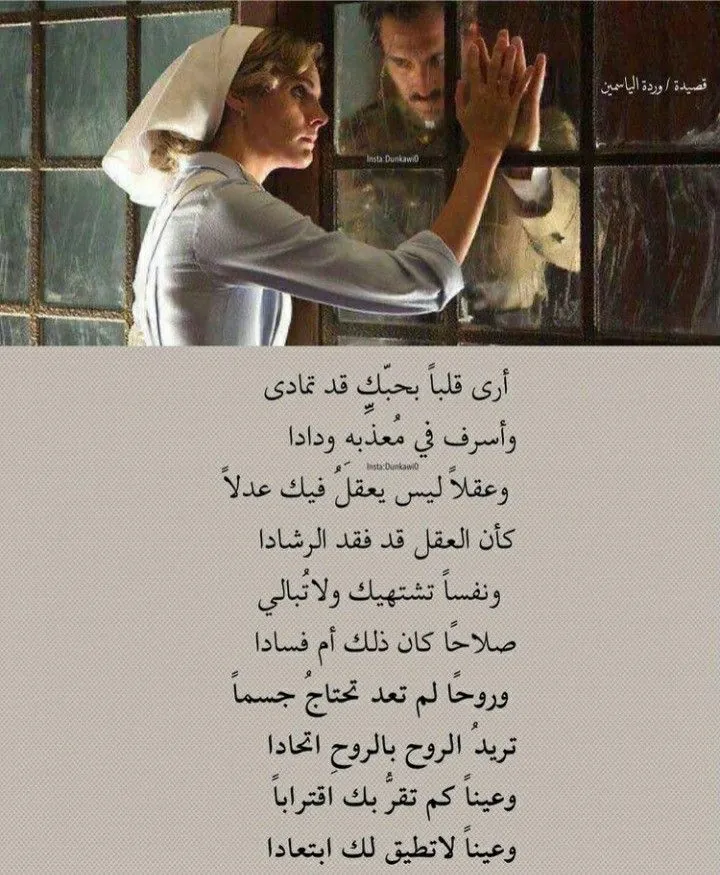 قصيدة / وردة الياسمين
Insta:Dunkawi0
أرى قلباً بحبّكِ قد تمادى
وأسرف في مُعذّبِهِ ودادا
Insta:Dunkawi0
وعقلاً ليس يعقلُ فيك عدلاً
كأن العقل قد فقد الرشادا
ونفساً تشتهيك ولاتُبالي
صلاحًا كان ذلك أم فسادا
وروحًا لم تعد تحتاجُ جسماً
تريدُ الروح بالروحِ اتحادا
وعيناً كم تقرُّ بك اقتراباً
وعيناً لاتطيق لك ابتعادا